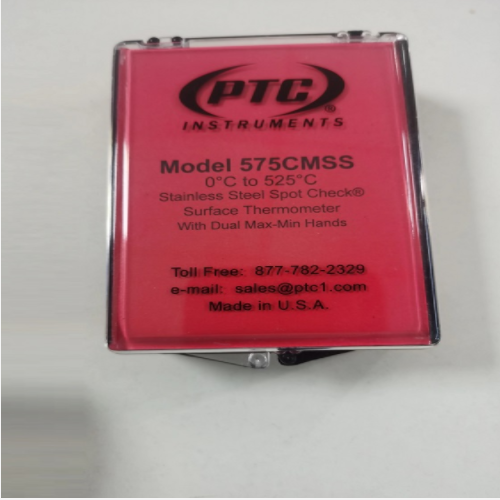 PTC®
INSTRUMENTS
Model 575CMSS
0°C to 525°C
Stainless Steel Spot Check®
Surface Thermometer
With Dual Max-Min Hands
Toll Free: 877-782-2329
e-mail: sales@ptc1.com
Made in U.S.A.